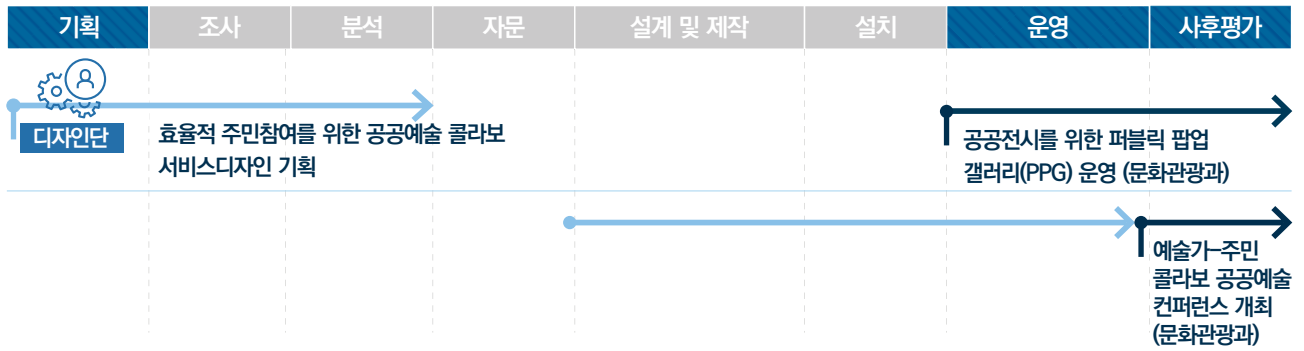 기획 조사 분석 자문 설계 및 제작 설치 운영 사후평가
디자인단
효율적 주민참여를 위한 공공예술 콜라보
서비스디자인 기획
공공전시를 위한 퍼블릭 팝업
갤러리(PPG) 운영 (문화관광과)
예술가-주민
콜라보 공공예술
컨퍼런스 개최
(문화관광과)